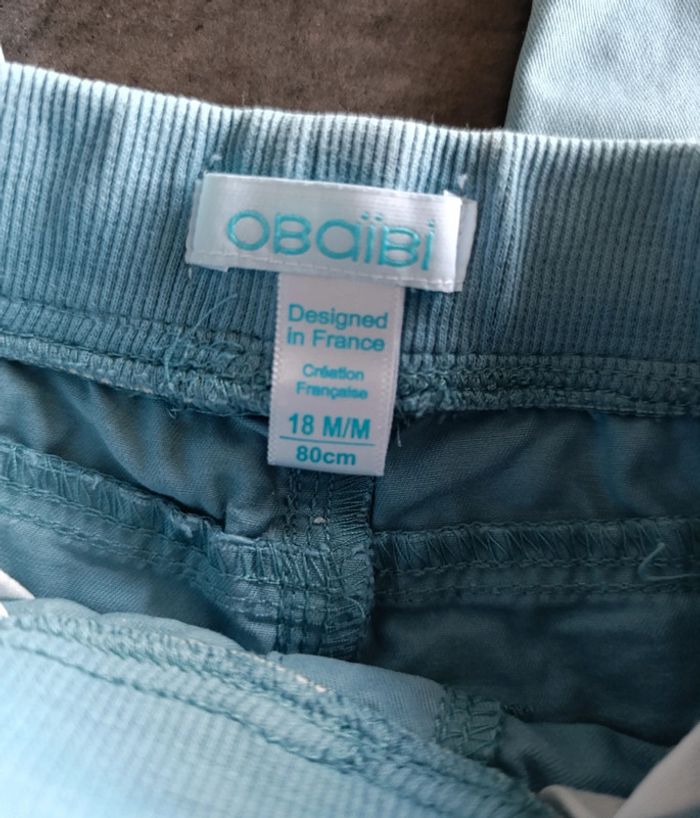 OBaïBi
Designed
in France
Création
Française
18 M/M
80cm